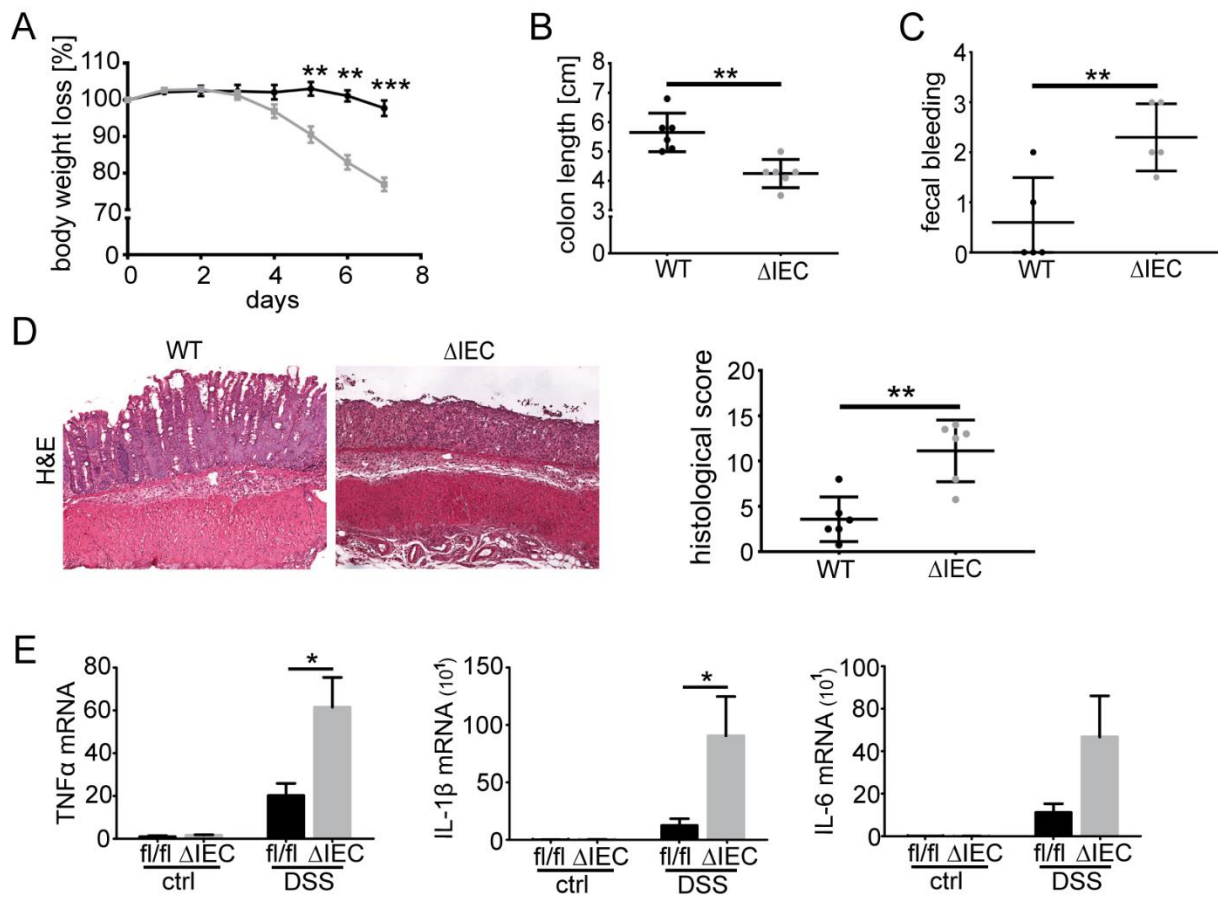 A
body weight loss [%]
110
100
90
80
70
0
** ** ***
0 2 4 6 8
days
B
colon length [cm]
8
7
6
5
4
3
0
**
WT ΔIEC
C
fecal bleeding
4
3
2
1
0
**
WT ΔIEC
D
WT ΔIEC
H&E
histological score
20
15
10
5
0
**
WT ΔIEC
E
TNFα mRNA
80
60
40
20
0
*
fl/fl ΔIEC fl/fl ΔIEC
ctrl DSS
IL-1β mRNA (10¹)
150
100
50
0
*
fl/fl ΔIEC fl/fl ΔIEC
ctrl DSS
IL-6 mRNA (10¹)
100
40
20
0
fl/fl ΔIEC fl/fl ΔIEC
ctrl DSS